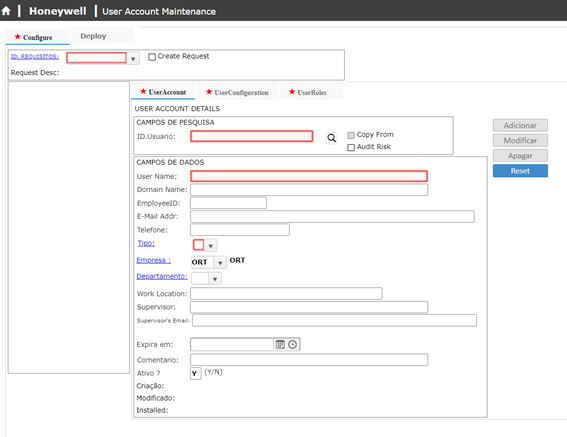 Honeywell | User Account Maintenance
★ Configure Deploy
ID. REQUISITOS: Create Request
Request Desc:
★ UserAccount ★ UserConfiguration ★ UserRoles
USER ACCOUNT DETAILS
CAMPOS DE PESQUISA
ID.Usuario: Copy From
Audit Risk
Adicionar
Modificar
Apagar
Reset
CAMPOS DE DADOS
User Name:
Domain Name:
EmployeeID:
E-Mail Addr:
Telefone:
Tipo:
Empresa : ORT ORT
Departamento:
Work Location:
Supervisor:
Supervisor's Email:
Expira em:
Comentario:
Ativo ? Y (Y/N)
Criação:
Modificado:
Installed: